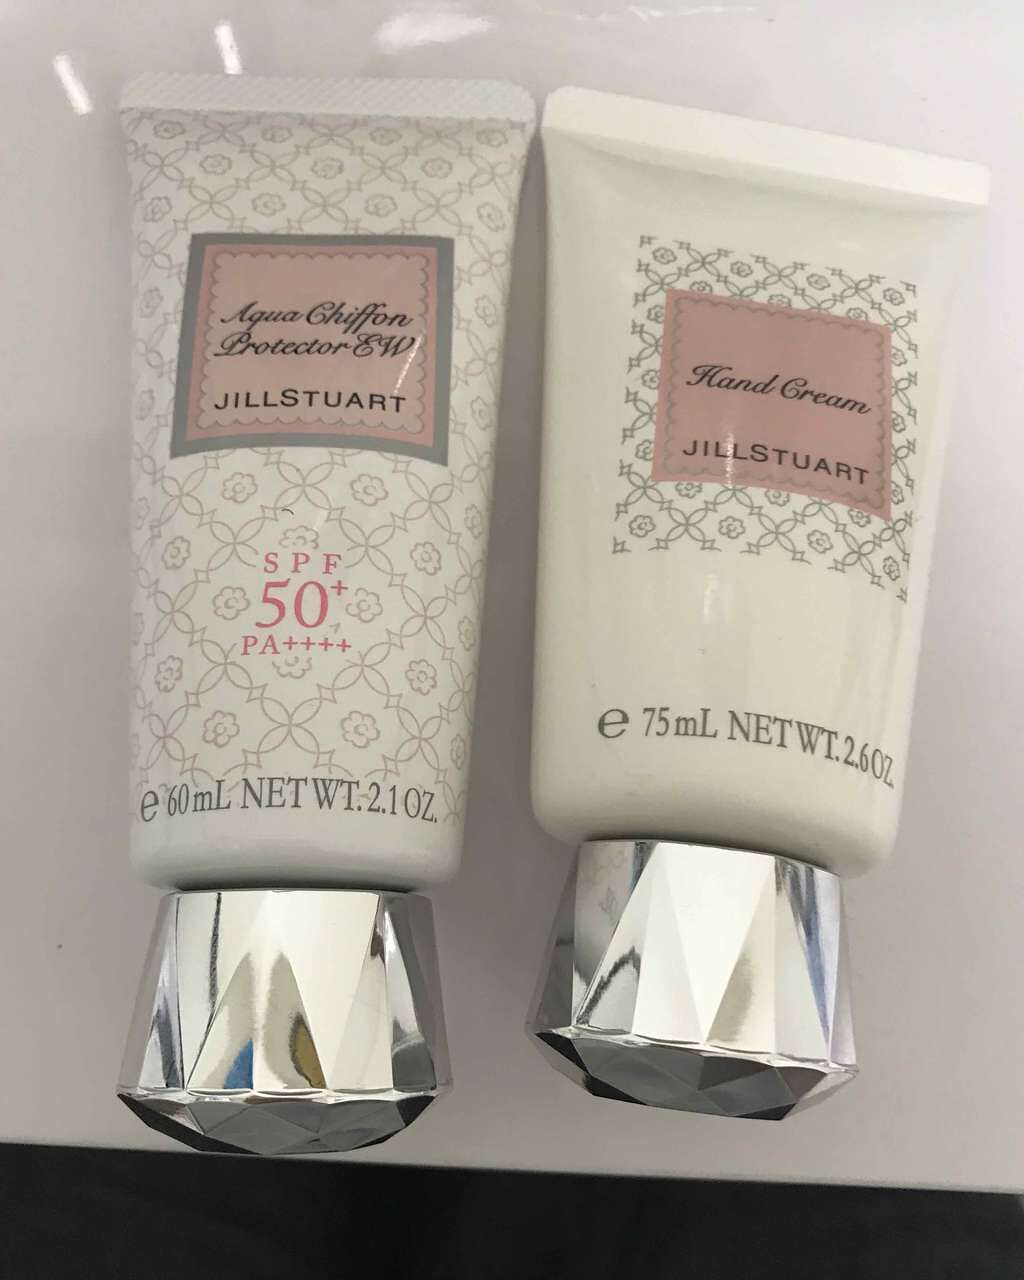 Aqua Chiffon
Protector EW
JILLSTUART
SPF
50+
PA++++
e 60mL NET WT. 2.1 OZ.
Hand Cream
JILLSTUART
e 75mL NET WT. 2.6 OZ.